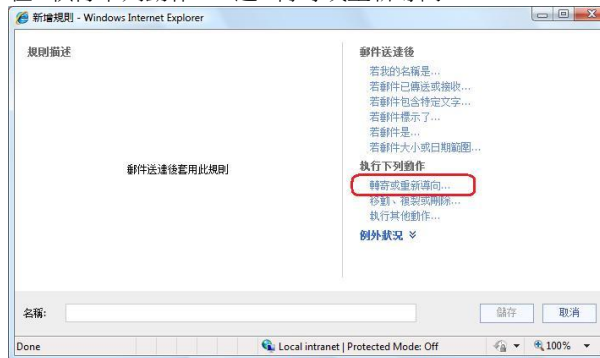 新增規則 - Windows Internet Explorer
規則描述
郵件送達後
若我的名稱是...
若郵件已傳送或接收...
若郵件包含特定文字...
若郵件標示了...
若郵件是...
若郵件大小或日期範圍...
郵件送達後套用此規則
執行下列動作
轉寄或重新導向...
移動、複製或刪除...
執行其他動作...
例外狀況
名稱:
儲存
取消
Done
Local intranet | Protected Mode: Off
100%